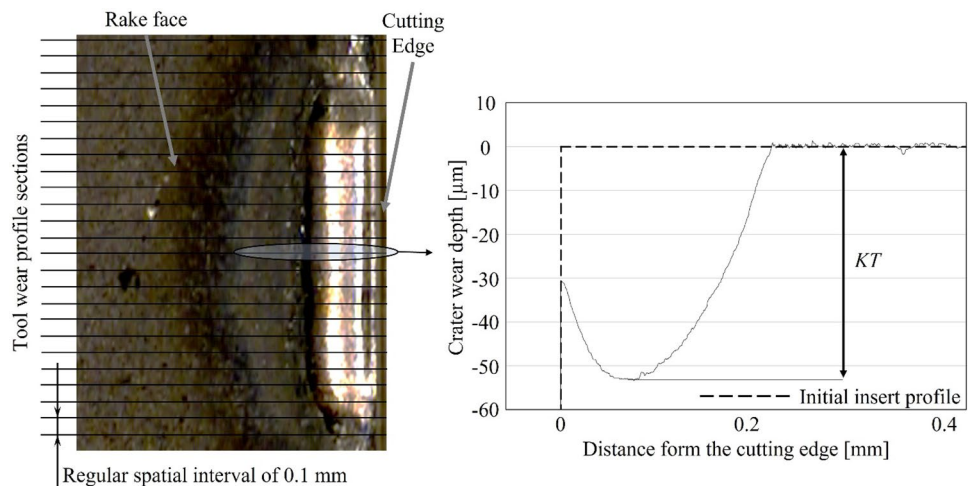 Rake face
Cutting
Edge
Tool wear profile sections
Regular spatial interval of 0.1 mm
Crater wear depth [µm]
10
0
-10
-20
-30
-40
-50
-60
KT
Initial insert profile
0
0.2
0.4
Distance form the cutting edge [mm]